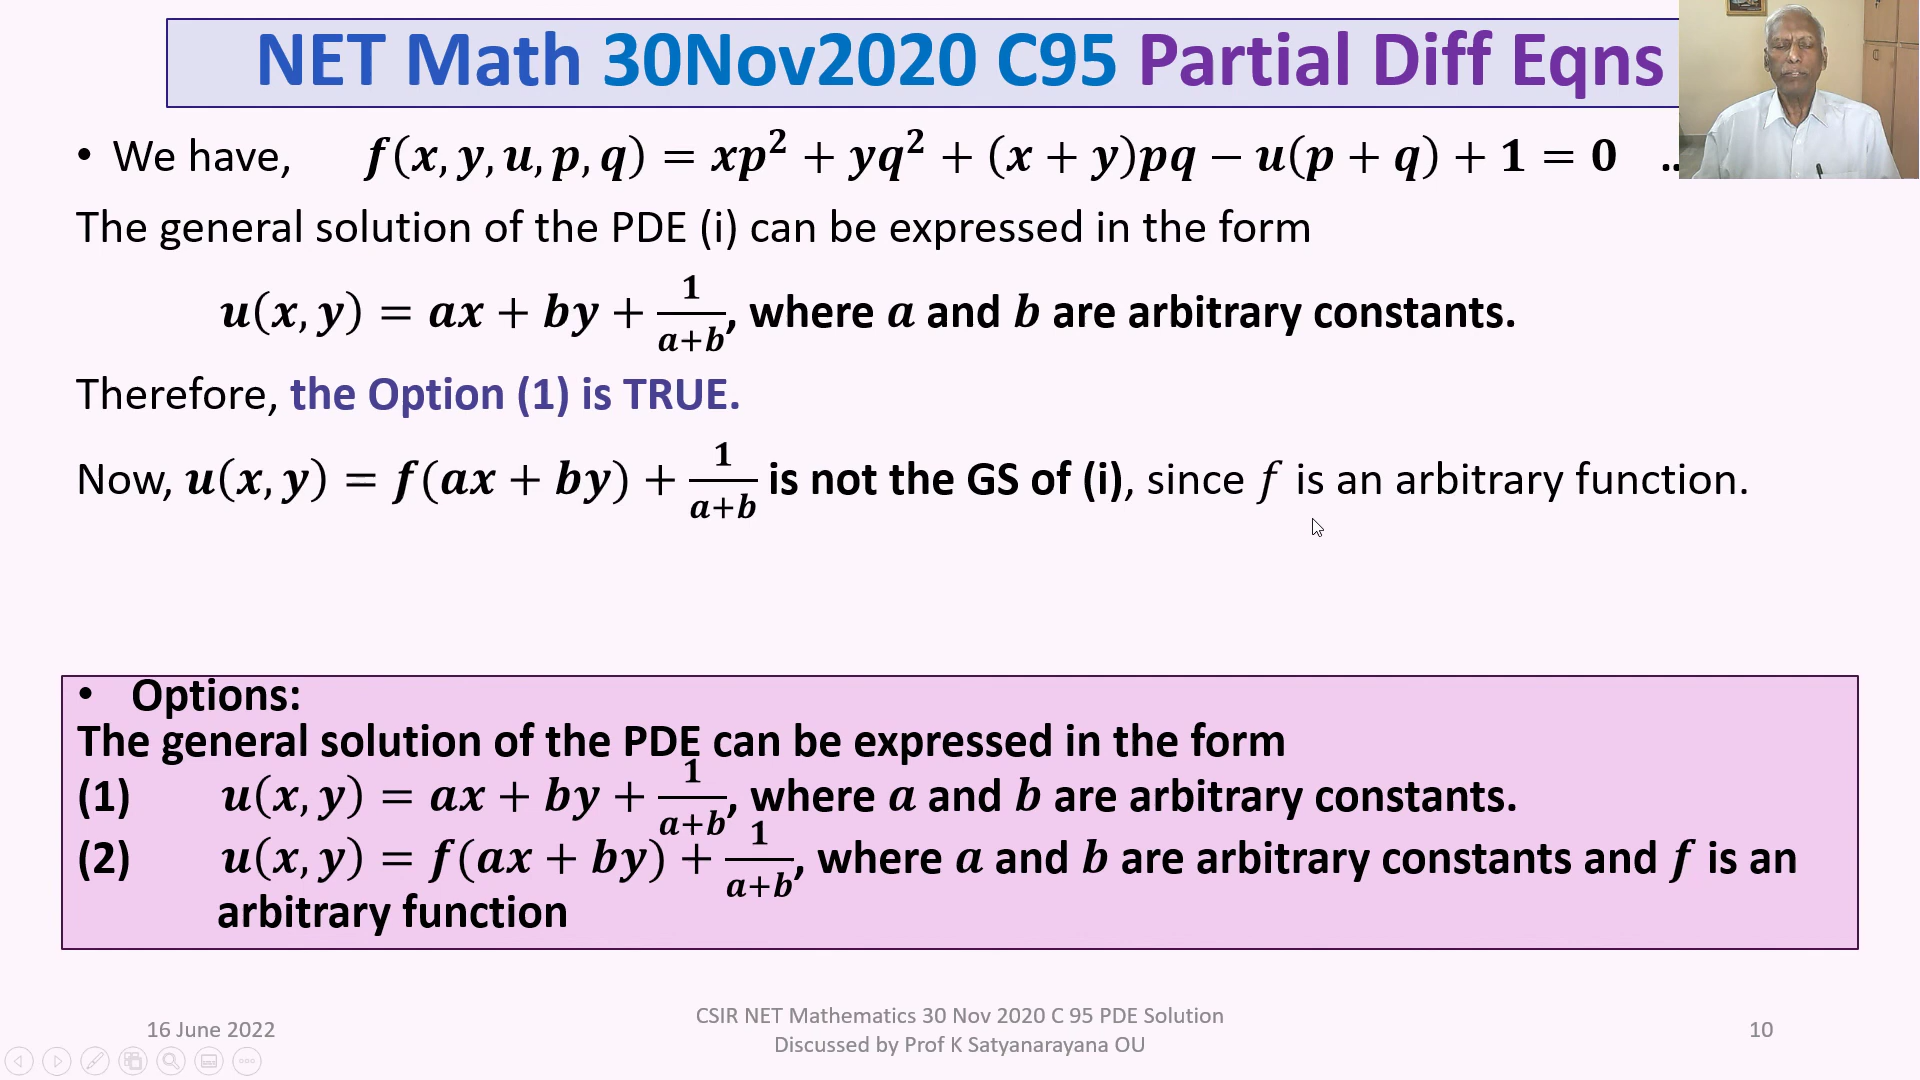 NET Math 30Nov2020 C95 Partial Diff Eqns
• We have, f(x, y, u, p, q) = xp² + yq² + (x + y)pq − u(p + q) + 1 = 0 ..
The general solution of the PDE (i) can be expressed in the form
u(x, y) = ax + by + 1/(a+b), where a and b are arbitrary constants.
Therefore, the Option (1) is TRUE.
Now, u(x, y) = f(ax + by) + 1/(a+b) is not the GS of (i), since f is an arbitrary function.
• Options:
The general solution of the PDE can be expressed in the form
(1) u(x, y) = ax + by + 1/(a+b), where a and b are arbitrary constants.
(2) u(x, y) = f(ax + by) + 1/(a+b), where a and b are arbitrary constants and f is an
arbitrary function
16 June 2022
CSIR NET Mathematics 30 Nov 2020 C 95 PDE Solution
Discussed by Prof K Satyanarayana OU
10